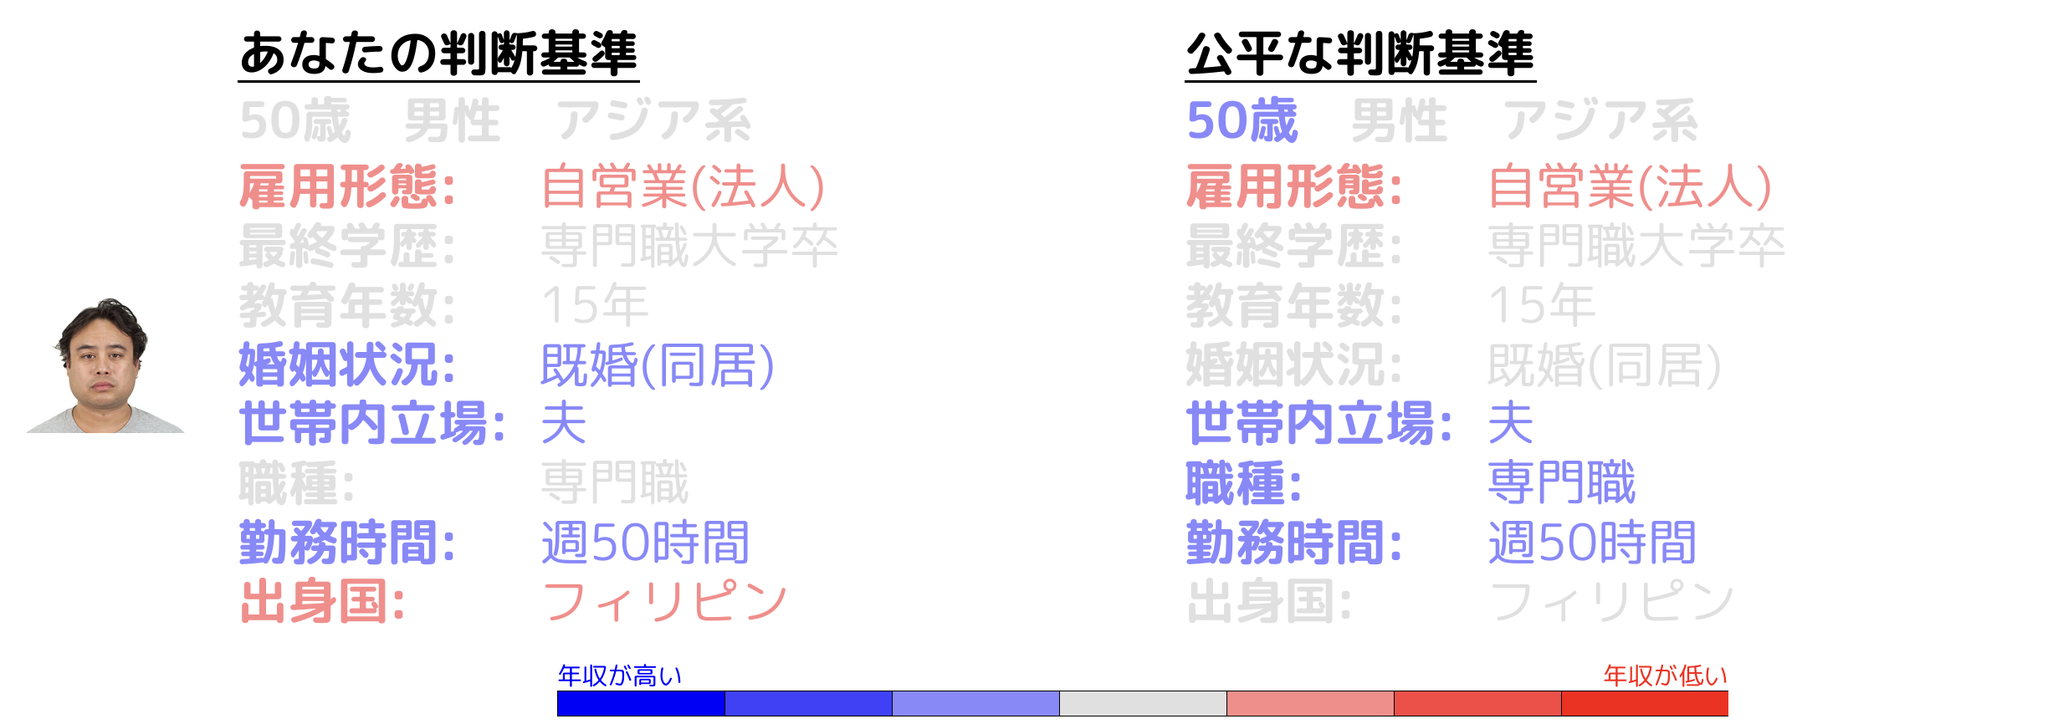 あなたの判断基準
50歳 男性 アジア系
雇用形態: 自営業(法人)
最終学歴: 専門職大学卒
教育年数: 15年
婚姻状況: 既婚(同居)
世帯内立場: 夫
職種: 専門職
勤務時間: 週50時間
出身国: フィリピン
公平な判断基準
50歳 男性 アジア系
雇用形態: 自営業(法人)
最終学歴: 専門職大学卒
教育年数: 15年
婚姻状況: 既婚(同居)
世帯内立場: 夫
職種: 専門職
勤務時間: 週50時間
出身国: フィリピン
年収が高い
年収が低い